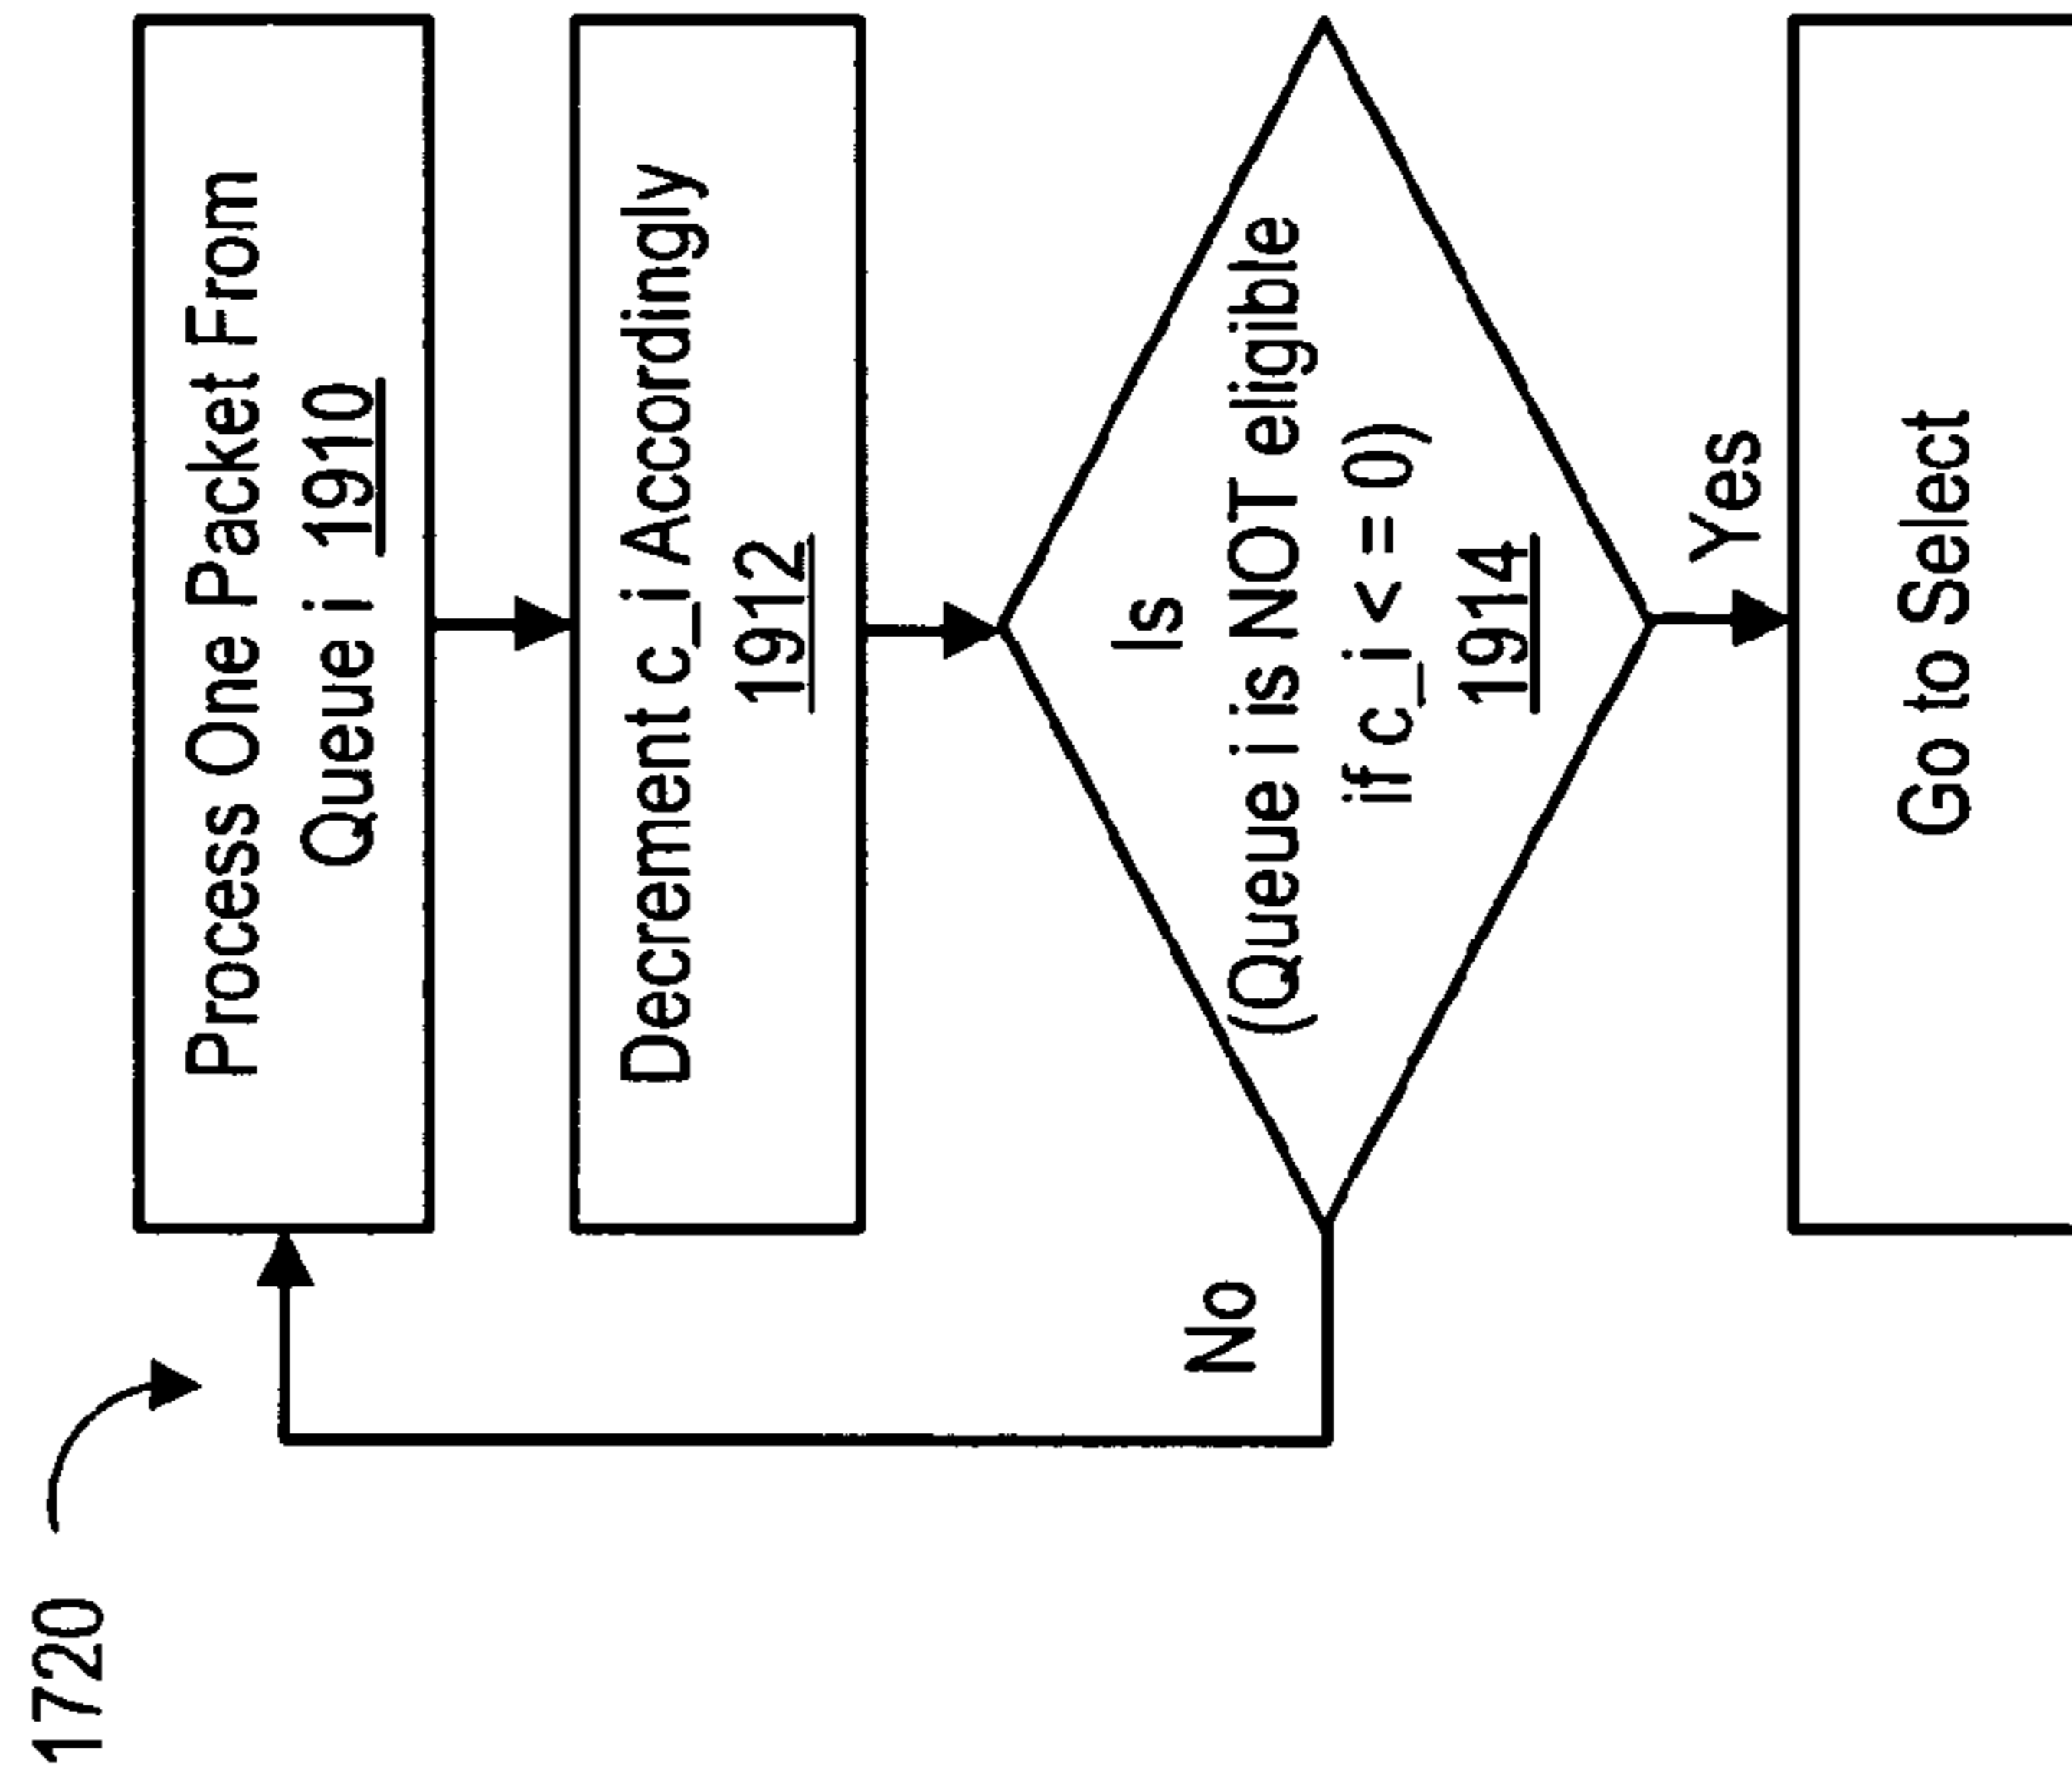 1720
Process One Packet From
Queue i 1910
Decrement c_i Accordingly
1912
Is
(Queue i is NOT eligible
if c_i < = 0)
1914
No
Yes
Go to Select